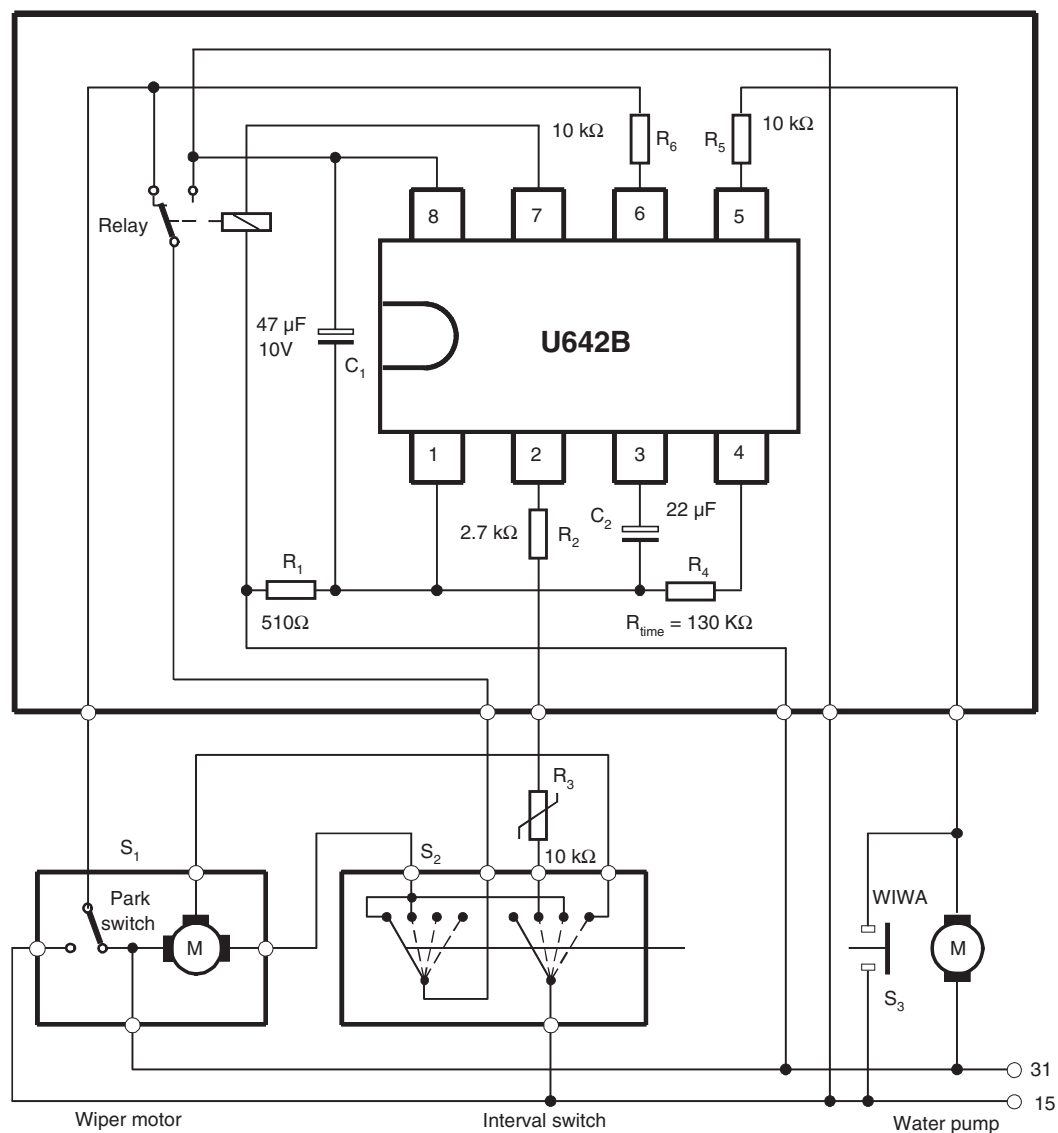 10 kΩ
R6
R5
10 kΩ
8
7
6
5
Relay
U642B
47 µF
10V
C1
1
2
3
4
2.7 kΩ
R2
C2
22 µF
R1
510Ω
R4
Rtime = 130 KΩ
R3
10 kΩ
S1
S2
Park
switch
M
WIWA
M
S3
31
15
Wiper motor
Interval switch
Water pump